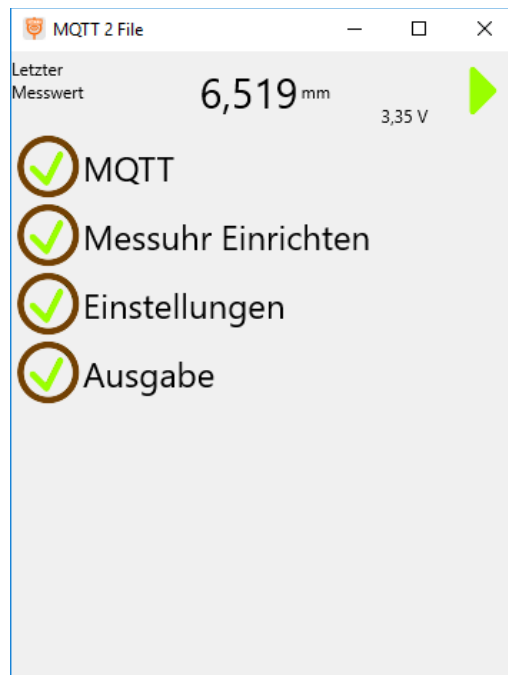 MQTT 2 File
Letzter
Messwert
6,519 mm
3,35 V
MQTT
Messuhr Einrichten
Einstellungen
Ausgabe